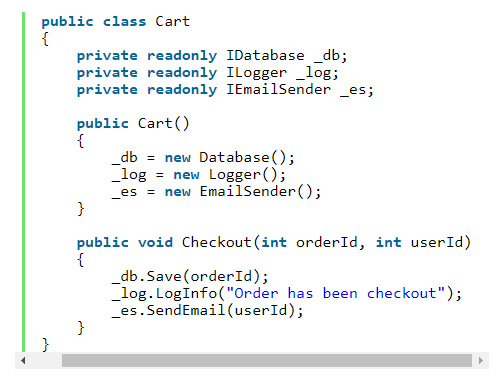 public class Cart
{
    private readonly IDatabase _db;
    private readonly ILogger _log;
    private readonly IEmailSender _es;

    public Cart()
    {
        _db = new Database();
        _log = new Logger();
        _es = new EmailSender();
    }

    public void Checkout(int orderId, int userId)
    {
        _db.Save(orderId);
        _log.LogInfo("Order has been checkout");
        _es.SendEmail(userId);
    }
}